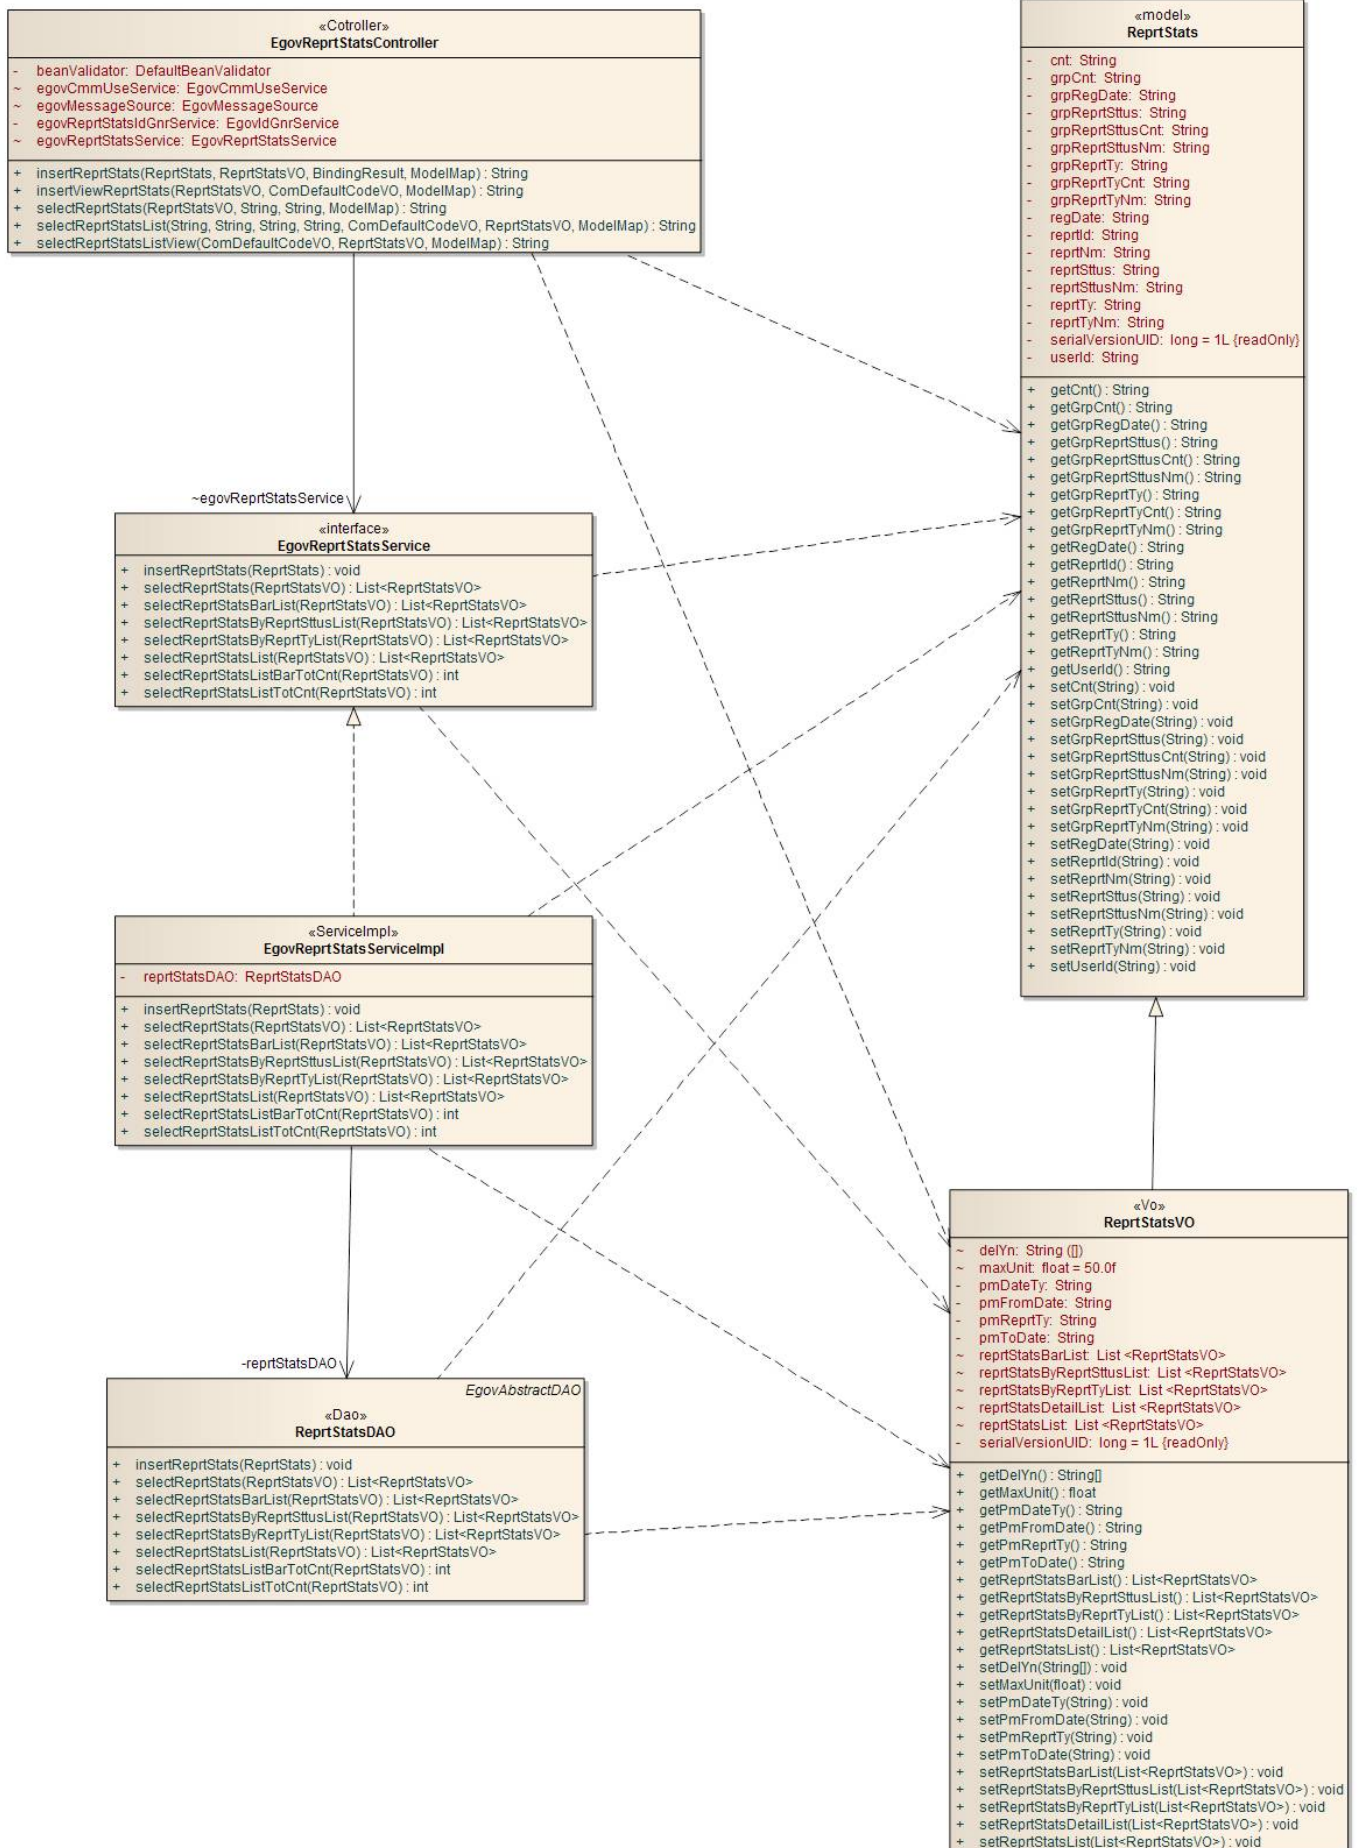 «Cotroller»
EgovReprtStatsController
- beanValidator: DefaultBeanValidator
~ egovCmmUseService: EgovCmmUseService
~ egovMessageSource: EgovMessageSource
- egovReprtStatsIdGnrService: EgovIdGnrService
~ egovReprtStatsService: EgovReprtStatsService
+ insertReprtStats(ReprtStats, ReprtStatsVO, BindingResult, ModelMap) : String
+ insertViewReprtStats(ReprtStatsVO, ComDefaultCodeVO, ModelMap) : String
+ selectReprtStats(ReprtStatsVO, String, String, ModelMap) : String
+ selectReprtStatsList(String, String, String, String, ComDefaultCodeVO, ReprtStatsVO, ModelMap) : String
+ selectReprtStatsListView(ComDefaultCodeVO, ReprtStatsVO, ModelMap) : String
«model»
ReprtStats
- cnt: String
- grpCnt: String
- grpRegDate: String
- grpReprtSttus: String
- grpReprtSttusCnt: String
- grpReprtSttusNm: String
- grpReprtTy: String
- grpReprtTyCnt: String
- grpReprtTyNm: String
- regDate: String
- reprtId: String
- reprtNm: String
- reprtSttus: String
- reprtSttusNm: String
- reprtTy: String
- reprtTyNm: String
- serialVersionUID: long = 1L {readOnly}
- userId: String
+ getCnt() : String
+ getGrpCnt() : String
+ getGrpRegDate() : String
+ getGrpReprtSttus() : String
+ getGrpReprtSttusCnt() : String
+ getGrpReprtSttusNm() : String
+ getGrpReprtTy() : String
+ getGrpReprtTyCnt() : String
+ getGrpReprtTyNm() : String
+ getRegDate() : String
+ getReprtId() : String
+ getReprtNm() : String
+ getReprtSttus() : String
+ getReprtSttusNm() : String
+ getReprtTy() : String
+ getReprtTyNm() : String
+ getUserId() : String
+ setCnt(String) : void
+ setGrpCnt(String) : void
+ setGrpRegDate(String) : void
+ setGrpReprtSttus(String) : void
+ setGrpReprtSttusCnt(String) : void
+ setGrpReprtSttusNm(String) : void
+ setGrpReprtTy(String) : void
+ setGrpReprtTyCnt(String) : void
+ setGrpReprtTyNm(String) : void
+ setRegDate(String) : void
+ setReprtId(String) : void
+ setReprtNm(String) : void
+ setReprtSttus(String) : void
+ setReprtSttusNm(String) : void
+ setReprtTy(String) : void
+ setReprtTyNm(String) : void
+ setUserId(String) : void
~egovReprtStatsService
«interface»
EgovReprtStatsService
+ insertReprtStats(ReprtStats) : void
+ selectReprtStats(ReprtStatsVO) : List<ReprtStatsVO>
+ selectReprtStatsBarList(ReprtStatsVO) : List<ReprtStatsVO>
+ selectReprtStatsByReprtSttusList(ReprtStatsVO) : List<ReprtStatsVO>
+ selectReprtStatsByReprtTyList(ReprtStatsVO) : List<ReprtStatsVO>
+ selectReprtStatsList(ReprtStatsVO) : List<ReprtStatsVO>
+ selectReprtStatsListBarTotCnt(ReprtStatsVO) : int
+ selectReprtStatsListTotCnt(ReprtStatsVO) : int
«ServiceImpl»
EgovReprtStatsServiceImpl
- reprtStatsDAO: ReprtStatsDAO
+ insertReprtStats(ReprtStats) : void
+ selectReprtStats(ReprtStatsVO) : List<ReprtStatsVO>
+ selectReprtStatsBarList(ReprtStatsVO) : List<ReprtStatsVO>
+ selectReprtStatsByReprtSttusList(ReprtStatsVO) : List<ReprtStatsVO>
+ selectReprtStatsByReprtTyList(ReprtStatsVO) : List<ReprtStatsVO>
+ selectReprtStatsList(ReprtStatsVO) : List<ReprtStatsVO>
+ selectReprtStatsListBarTotCnt(ReprtStatsVO) : int
+ selectReprtStatsListTotCnt(ReprtStatsVO) : int
-reprtStatsDAO
EgovAbstractDAO
«Dao»
ReprtStatsDAO
+ insertReprtStats(ReprtStats) : void
+ selectReprtStats(ReprtStatsVO) : List<ReprtStatsVO>
+ selectReprtStatsBarList(ReprtStatsVO) : List<ReprtStatsVO>
+ selectReprtStatsByReprtSttusList(ReprtStatsVO) : List<ReprtStatsVO>
+ selectReprtStatsByReprtTyList(ReprtStatsVO) : List<ReprtStatsVO>
+ selectReprtStatsList(ReprtStatsVO) : List<ReprtStatsVO>
+ selectReprtStatsListBarTotCnt(ReprtStatsVO) : int
+ selectReprtStatsListTotCnt(ReprtStatsVO) : int
«Vo»
ReprtStatsVO
~ delYn: String ([])
~ maxUnit: float = 50.0f
- pmDateTy: String
- pmFromDate: String
- pmReprtTy: String
- pmToDate: String
~ reprtStatsBarList: List <ReprtStatsVO>
~ reprtStatsByReprtSttusList: List <ReprtStatsVO>
~ reprtStatsByReprtTyList: List <ReprtStatsVO>
~ reprtStatsDetailList: List <ReprtStatsVO>
~ reprtStatsList: List <ReprtStatsVO>
- serialVersionUID: long = 1L {readOnly}
+ getDelYn() : String[]
+ getMaxUnit() : float
+ getPmDateTy() : String
+ getPmFromDate() : String
+ getPmReprtTy() : String
+ getPmToDate() : String
+ getReprtStatsBarList() : List<ReprtStatsVO>
+ getReprtStatsByReprtSttusList() : List<ReprtStatsVO>
+ getReprtStatsByReprtTyList() : List<ReprtStatsVO>
+ getReprtStatsDetailList() : List<ReprtStatsVO>
+ getReprtStatsList() : List<ReprtStatsVO>
+ setDelYn(String[]) : void
+ setMaxUnit(float) : void
+ setPmDateTy(String) : void
+ setPmFromDate(String) : void
+ setPmReprtTy(String) : void
+ setPmToDate(String) : void
+ setReprtStatsBarList(List<ReprtStatsVO>) : void
+ setReprtStatsByReprtSttusList(List<ReprtStatsVO>) : void
+ setReprtStatsByReprtTyList(List<ReprtStatsVO>) : void
+ setReprtStatsDetailList(List<ReprtStatsVO>) : void
+ setReprtStatsList(List<ReprtStatsVO>) : void